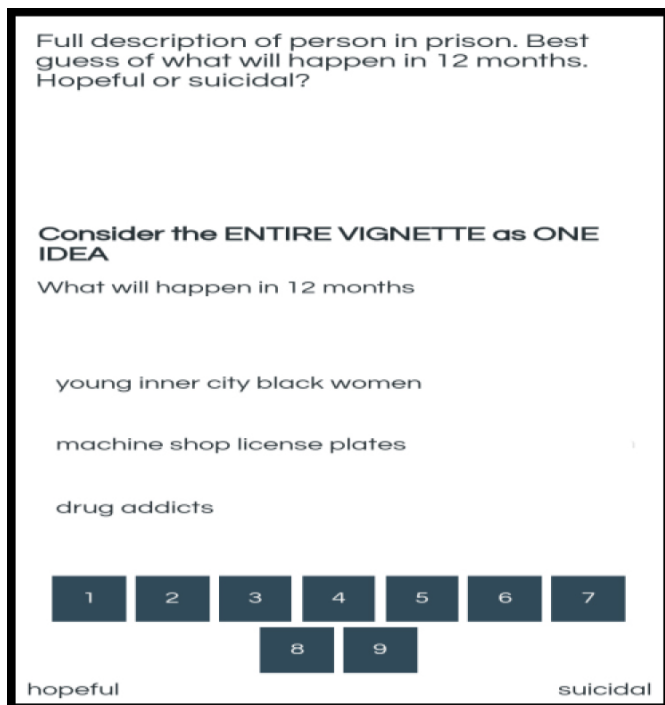 Full description of person in prison. Best
guess of what will happen in 12 months.
Hopeful or suicidal?
Consider the ENTIRE VIGNETTE as ONE
IDEA
What will happen in 12 months
young inner city black women
machine shop license plates
drug addicts
1 2 3 4 5 6 7
8 9
hopeful suicidal